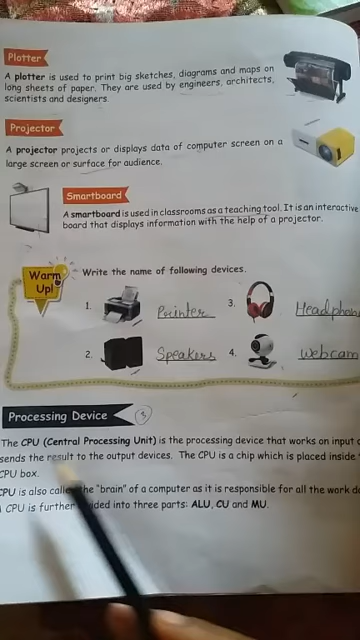 Plotter
A plotter is used to print big sketches, diagrams and maps on
long sheets of paper. They are used by engineers, architects,
scientists and designers.
Projector
A projector projects or displays data of computer screen on a
large screen or surface for audience.
Smartboard
A smartboard is used in classrooms as a teaching tool. It is an interactive
board that displays information with the help of a projector.
Warm
Up!
Write the name of following devices.
1. Printer
3. Headphon
2. Speakers
4. Webcam
Processing Device
3
The CPU (Central Processing Unit) is the processing device that works on input
sends the result to the output devices. The CPU is a chip which is placed inside
CPU box.
CPU is also the "brain" of a computer as it is responsible for all the work
CPU is further into three parts: ALU, CU and MU.